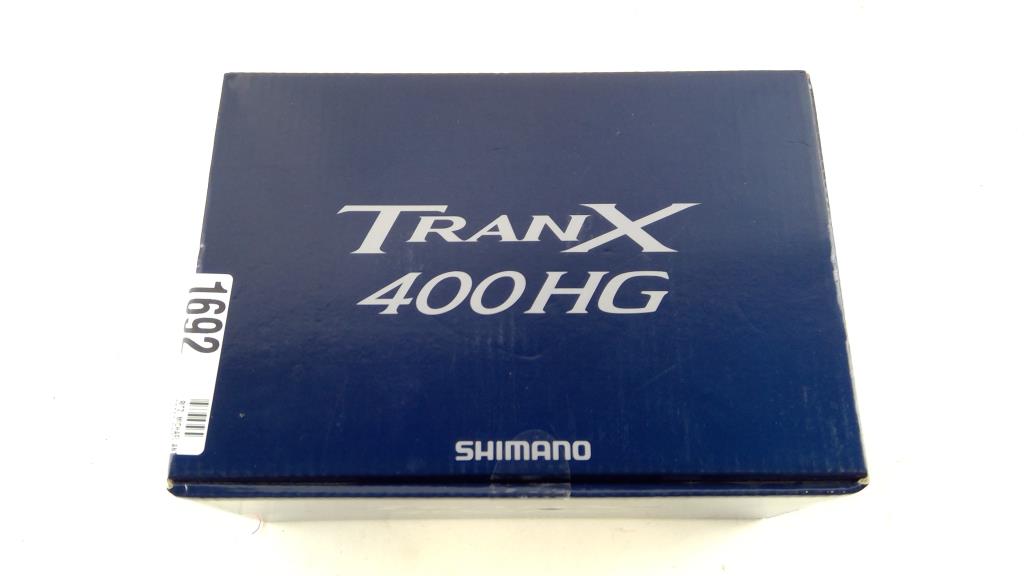 TRANX
400HG
SHIMANO
1692